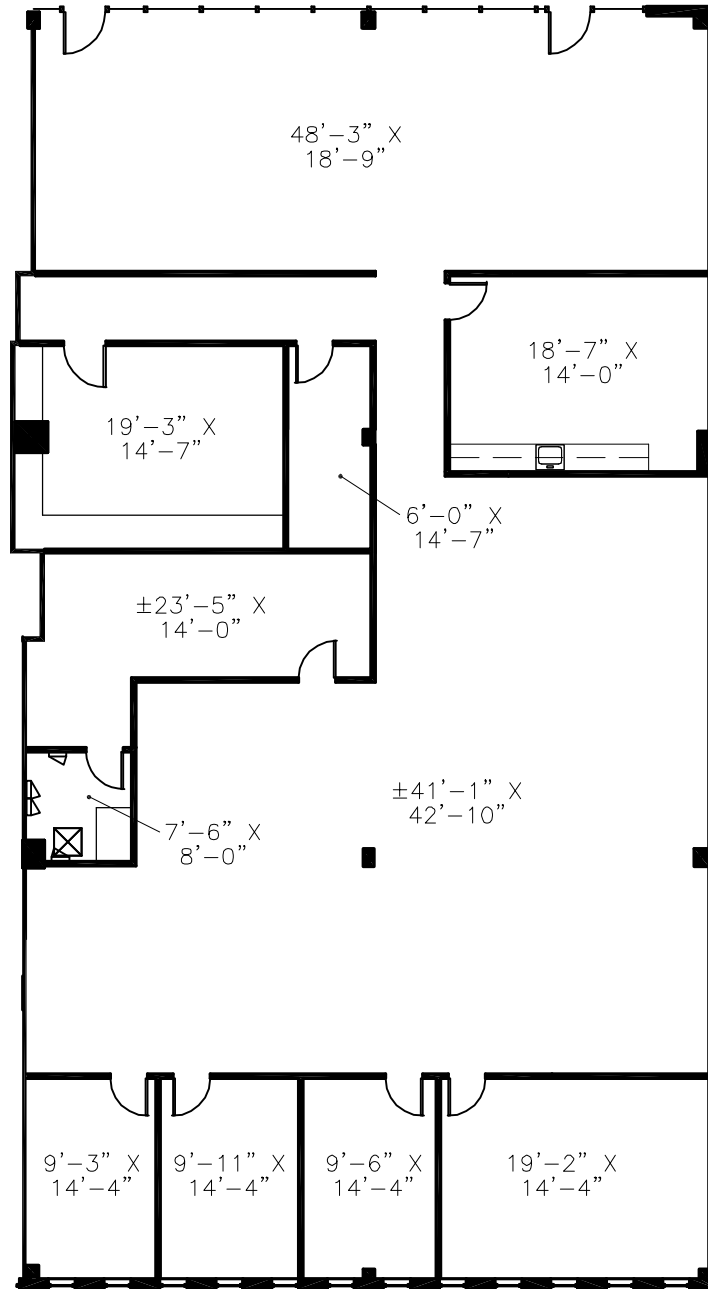 48’-3” X
18’-9”
18’-7” X
14’-0”
19’-3” X
14’-7”
6’-0” X
14’-7”
±23’-5” X
14’-0”
±41’-1” X
42’-10”
7’-6” X
8’-0”
9’-3” X
14’-4”
9’-11” X
14’-4”
9’-6” X
14’-4”
19’-2” X
14’-4”